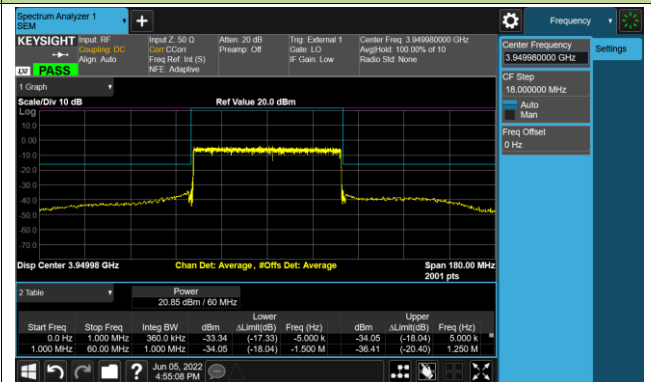 Spectrum Analyzer 1
SEM
Frequency
KEYSIGHT
Input: RF
Coupling: DC
Align: Auto
Input Z: 50 Ω
Corr CCorr
Freq Ref: Int (S)
NFE: Adaptive
Atten: 20 dB
Preamp: Off
Trig: External 1
Gate: LO
IF Gain: Low
Center Freq: 3.949980000 GHz
Avg|Hold: 100.00% of 10
Radio Std: None
LXI
PASS
Center Frequency
3.949980000 GHz
Settings
CF Step
18.000000 MHz
Auto
Man
Freq Offset
0 Hz
1 Graph
Scale/Div 10 dB
Ref Value 20.0 dBm
Log
10.0
0.00
-10.0
-20.0
-30.0
-40.0
-50.0
-60.0
-70.0
Disp Center 3.94998 GHz
Chan Det: Average , #Offs Det: Average
Span 180.00 MHz
2001 pts
2 Table
Power
20.85 dBm / 60 MHz
Lower Upper
Start Freq Stop Freq Integ BW dBm ΔLimit(dB) Freq (Hz) dBm ΔLimit(dB) Freq (Hz)
0.0 Hz 1.000 MHz 360.0 kHz -33.34 (-17.33) -5.000 k -34.05 (-18.04) 5.000 k
1.000 MHz 60.00 MHz 1.000 MHz -34.05 (-18.04) -1.500 M -36.41 (-20.40) 1.250 M
?
Jun 05, 2022
4:55:08 PM